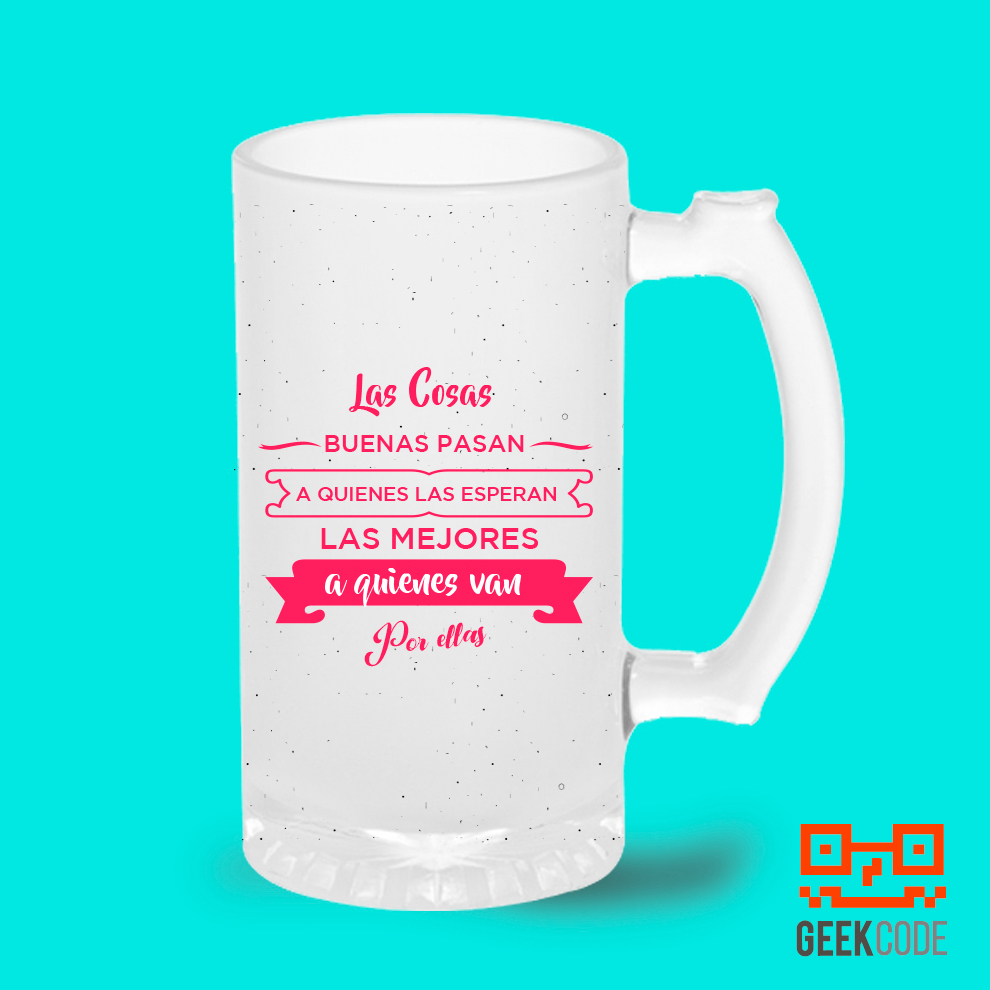 Las Cosas
BUENAS PASAN
A QUIENES LAS ESPERAN
LAS MEJORES
a quienes van
Por ellas
GEEKCODE